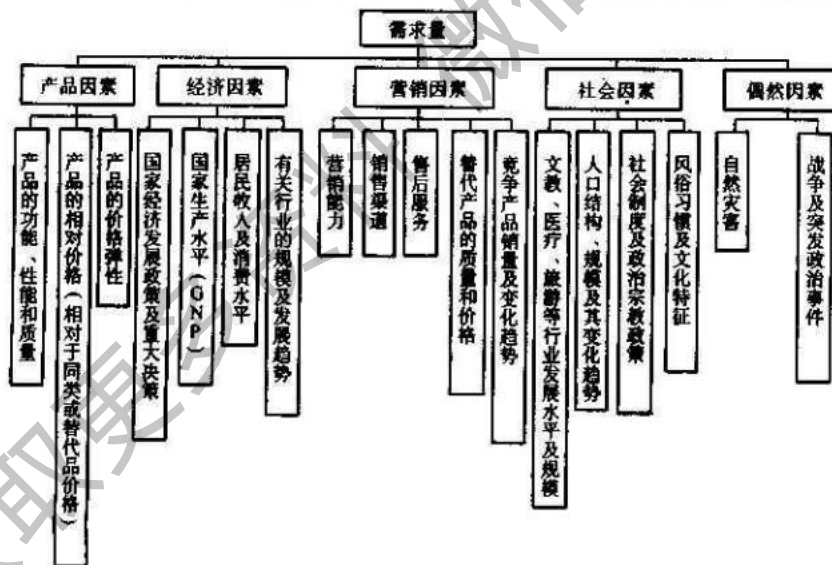 需求量
产品因素
经济因素
营销因素
社会因素
偶然因素
产品的功能、性能和质量
产品的相对价格(相对于同类或替代品价格)
产品的价格弹性
国家经济发展政策及重大决策
国家生产水平(GNP)
居民收入及消费水平
有关行业的规模及发展趋势
营销能力
销售渠道
售后服务
替代产品的质量和价格
竞争产品销量及变化趋势
文教、医疗、旅游等行业发展水平及规模
人口结构、规模及其变化趋势
社会制度及政治宗教政策
风俗习惯及文化特征
自然灾害
战争及突发政治事件
取更多资料 微信